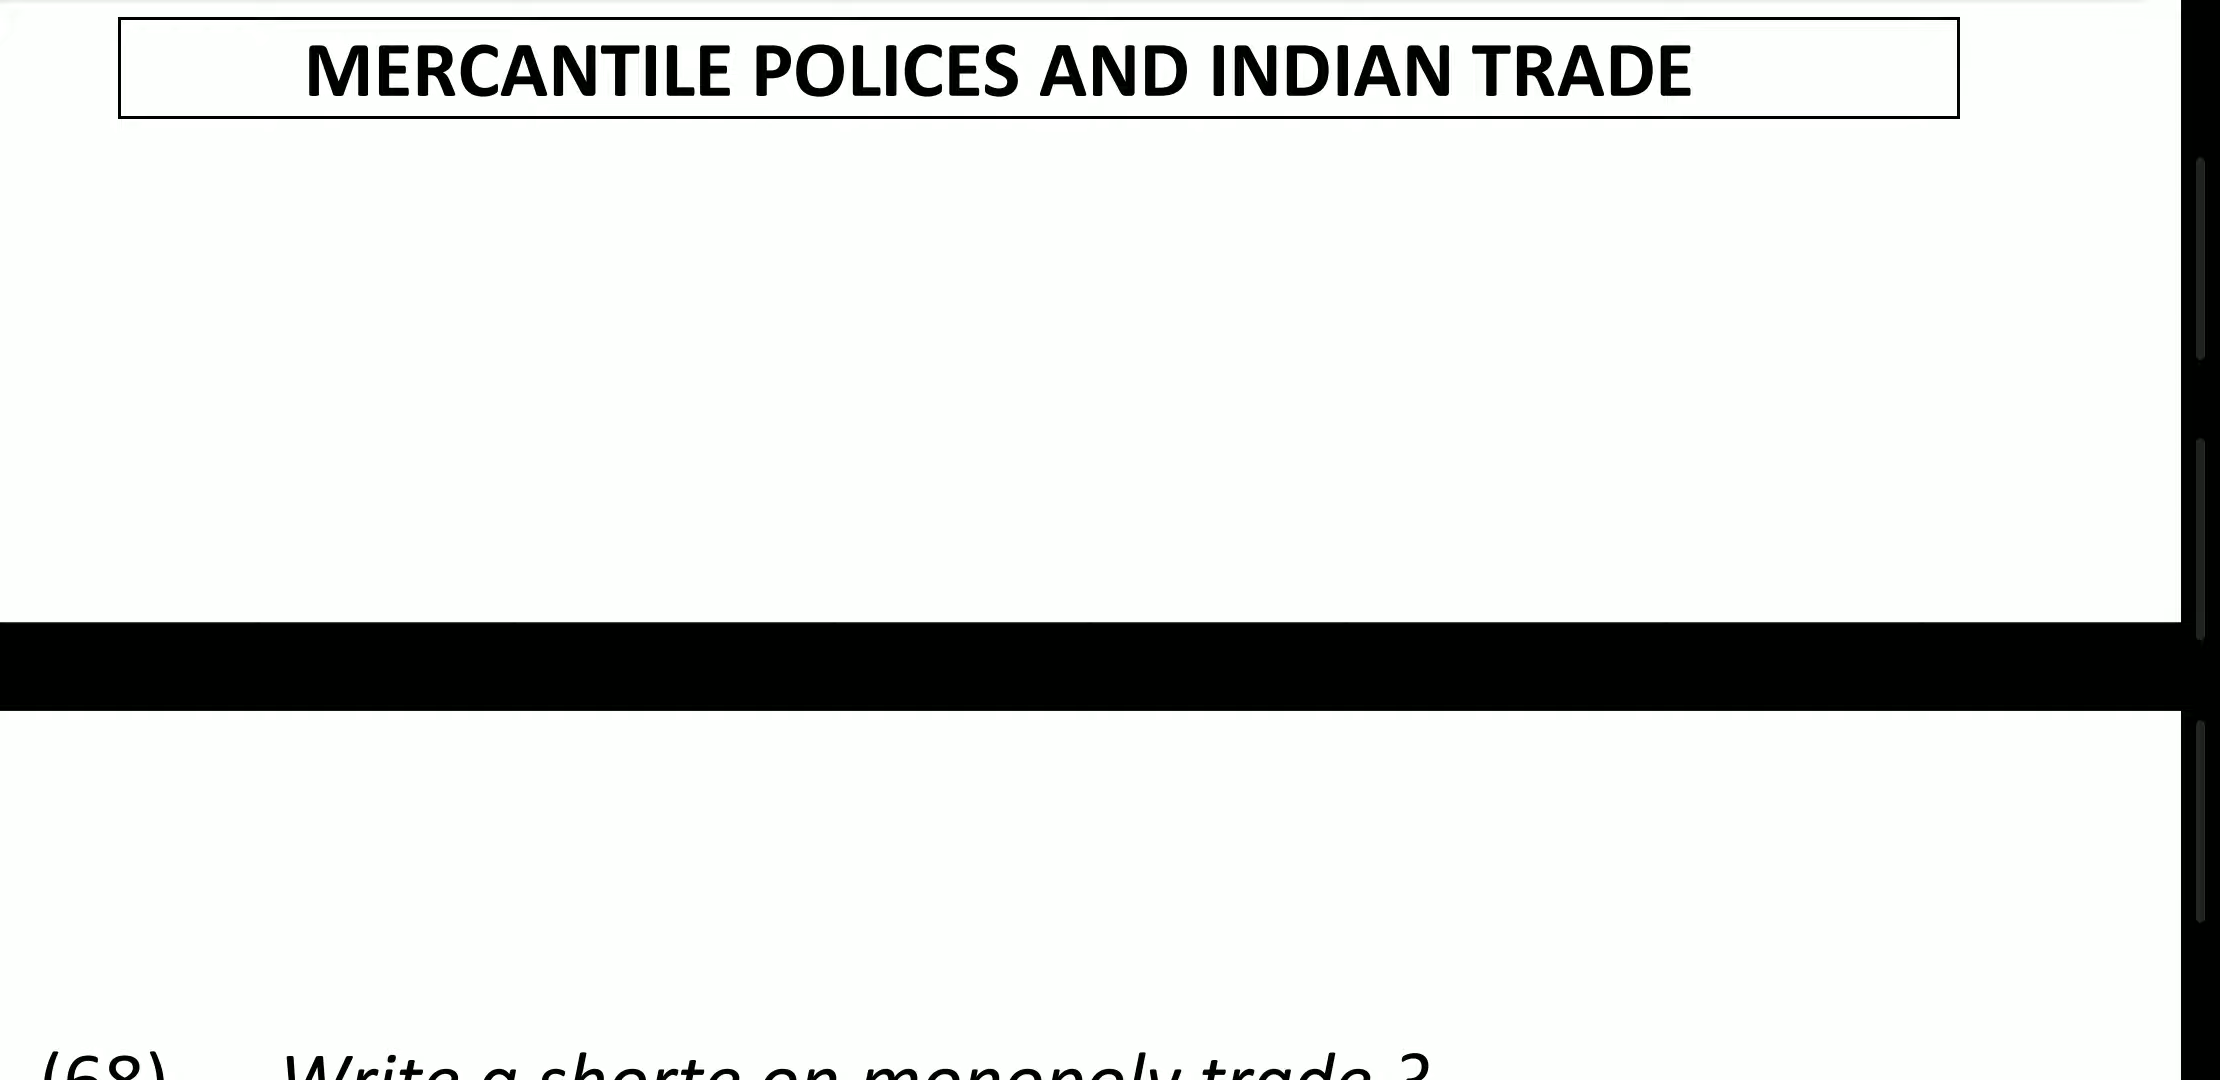 MERCANTILE POLICES AND INDIAN TRADE
(68) Write a shorte on monopoly trade ?